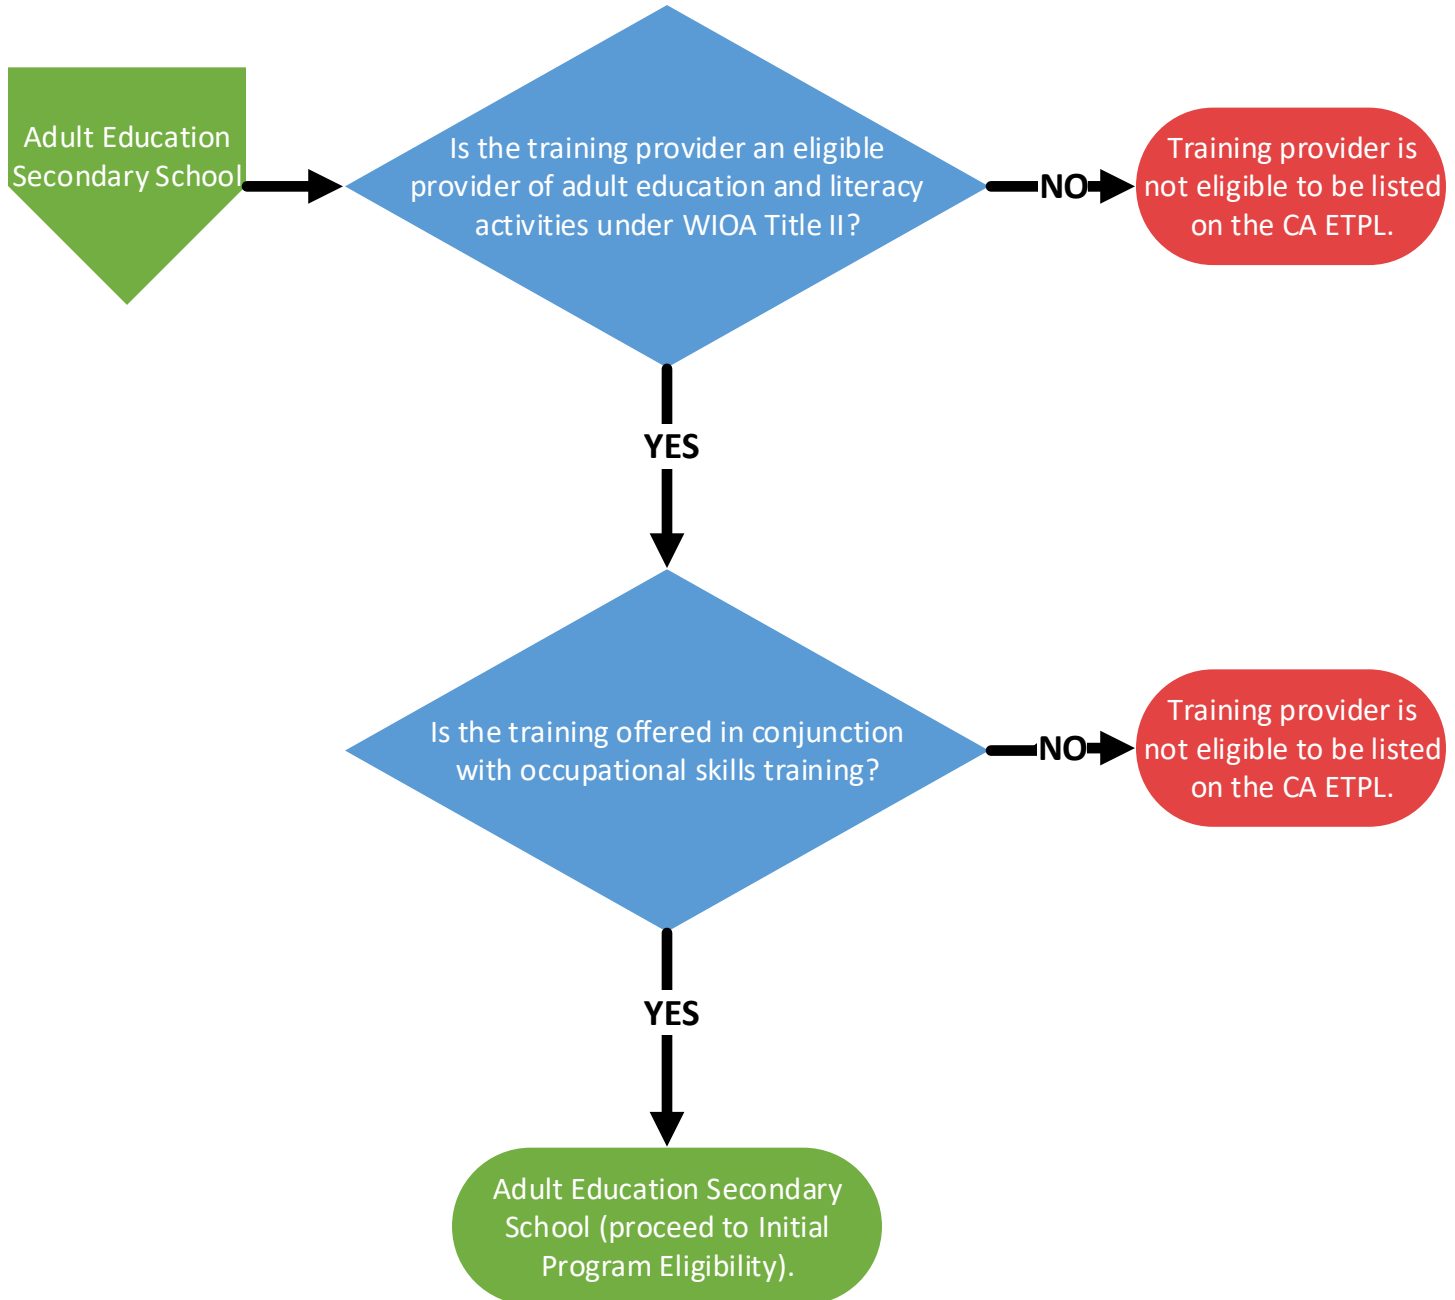 Adult Education
Secondary School
Is the training provider an eligible
provider of adult education and literacy
activities under WIOA Title II?
NO
Training provider is
not eligible to be listed
on the CA ETPL.
YES
Is the training offered in conjunction
with occupational skills training?
NO
Training provider is
not eligible to be listed
on the CA ETPL.
YES
Adult Education Secondary
School (proceed to Initial
Program Eligibility).